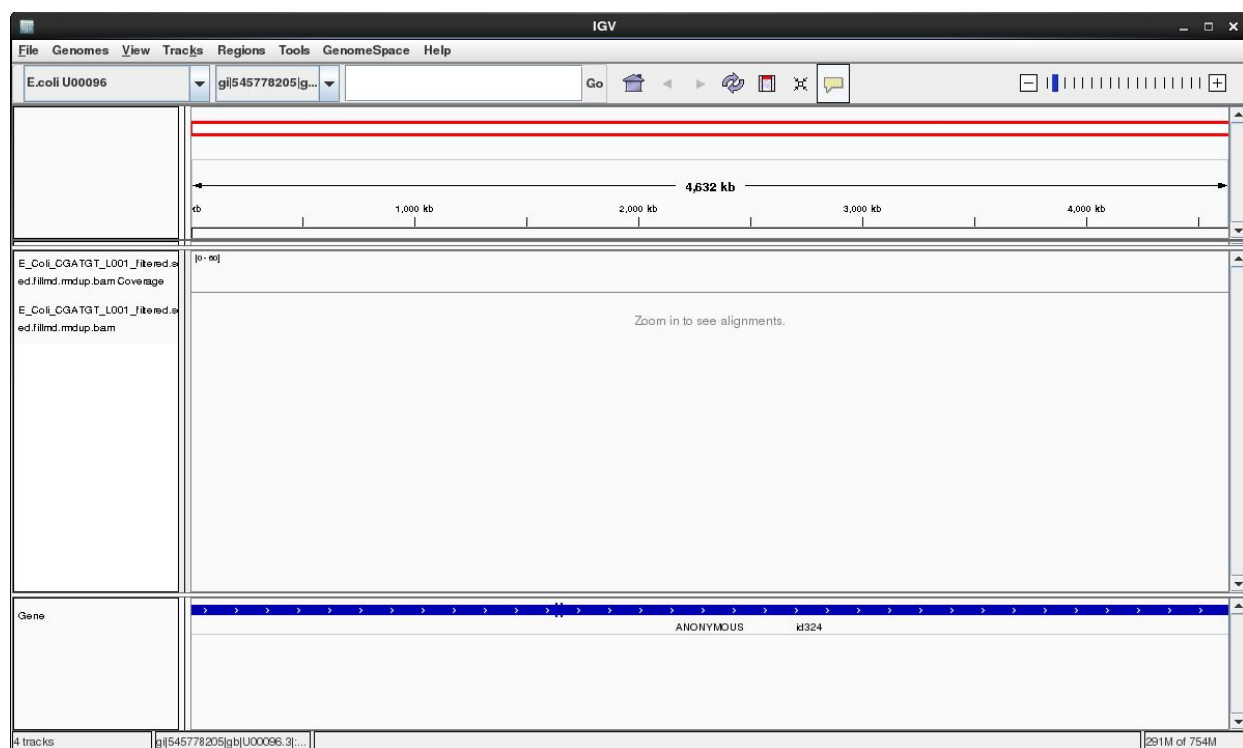 IGV
File Genomes View Tracks Regions Tools GenomeSpace Help
E.coli U00096 gi|545778205|g... Go
4,632 kb
kb 1,000 kb 2,000 kb 3,000 kb 4,000 kb
E_Coli_CGATGT_L001_filtered.s
ed.fillmd.rmdup.bam Coverage
[0 - 60]
E_Coli_CGATGT_L001_filtered.s
ed.fillmd.rmdup.bam
Zoom in to see alignments.
Gene
ANONYMOUS id324
4 tracks gi|545778205|gb|U00096.3|:... 291M of 754M